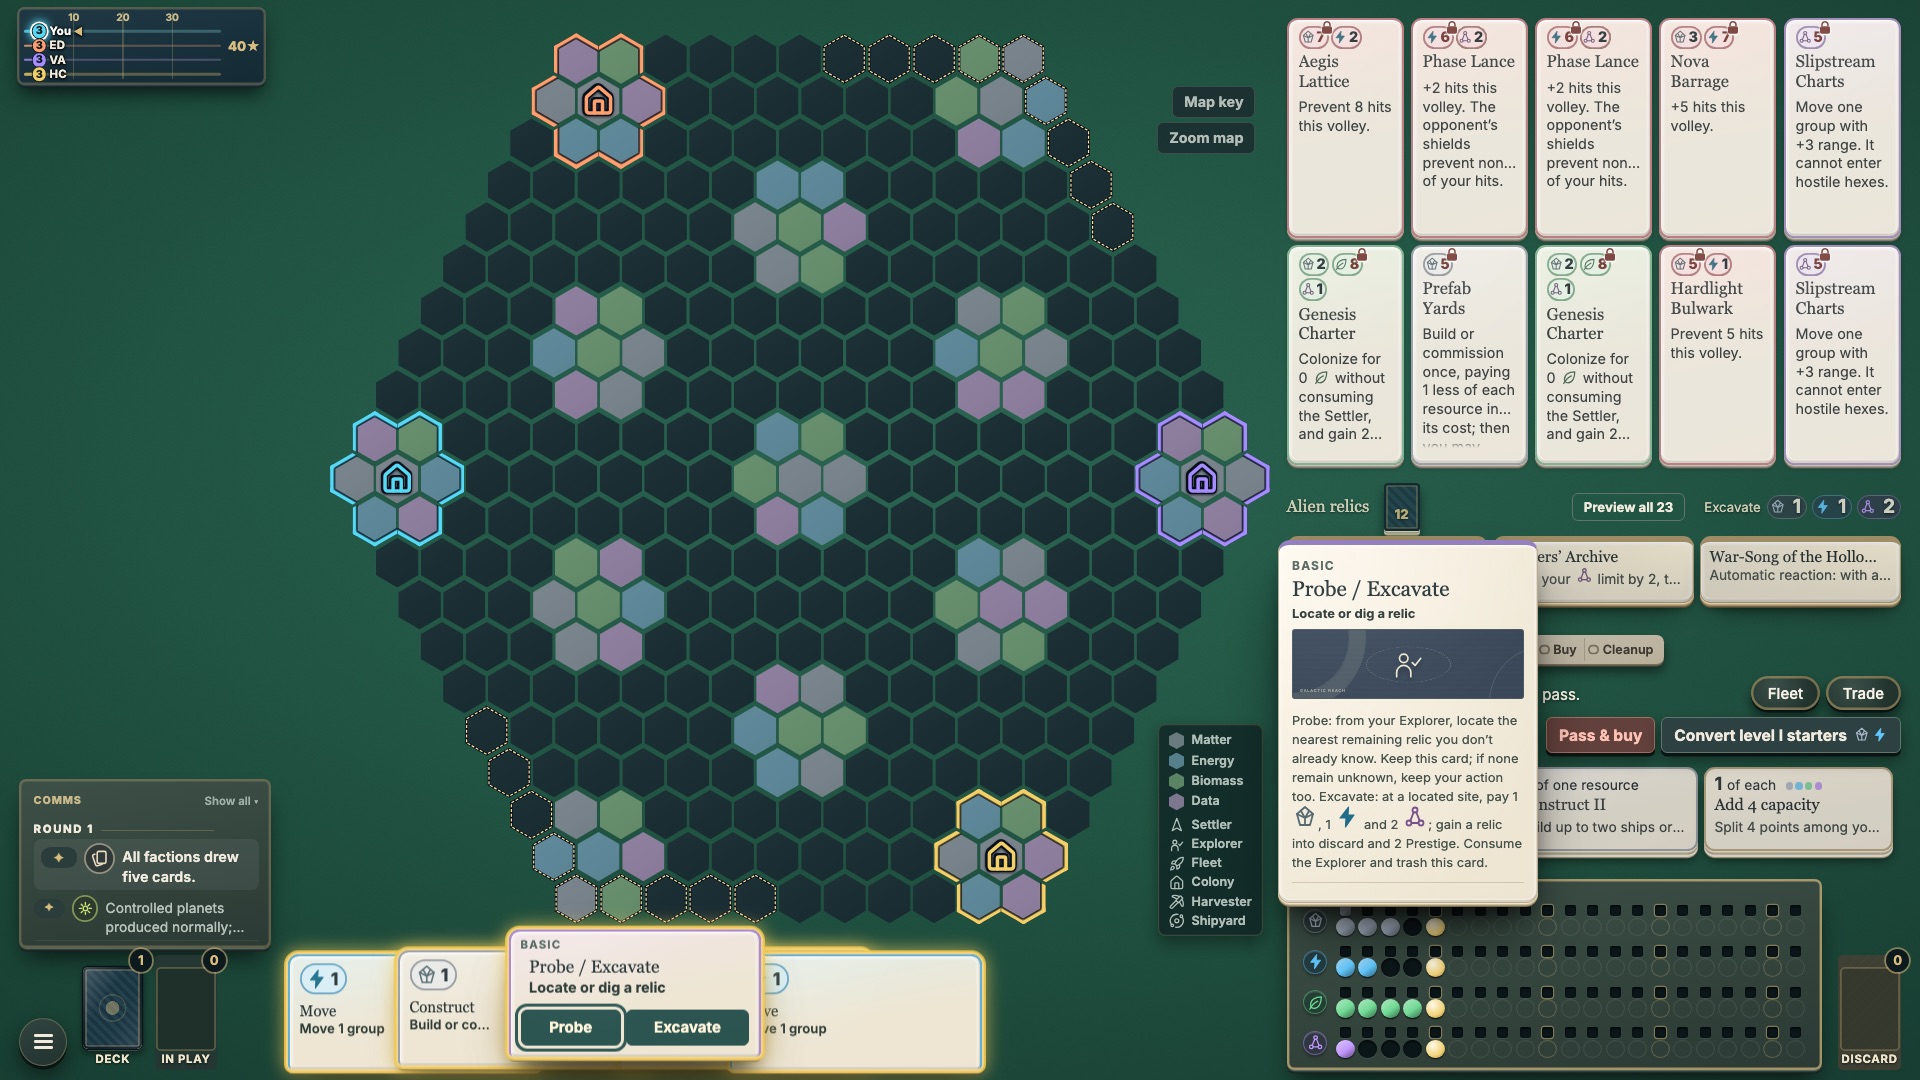 10 20 30
3 You
3 ED
3 VA
3 HC
40★
Map key
Zoom map
7 2
Aegis
Lattice
Prevent 8 hits
this volley.
6 2
Phase Lance
+2 hits this
volley. The
opponent's
shields
prevent non...
of your hits.
6 2
Phase Lance
+2 hits this
volley. The
opponent's
shields
prevent non...
of your hits.
3 7
Nova
Barrage
+5 hits this
volley.
5
Slipstream
Charts
Move one
group with
+3 range. It
cannot enter
hostile hexes.
2 8
1
Genesis
Charter
Colonize for
0 without
consuming
the Settler,
and gain 2...
5
Prefab
Yards
Build or
commission
once, paying
1 less of each
resource in...
its cost; then
you may
2 8
1
Genesis
Charter
Colonize for
0 without
consuming
the Settler,
and gain 2...
5 1
Hardlight
Bulwark
Prevent 5 hits
this volley.
5
Slipstream
Charts
Move one
group with
+3 range. It
cannot enter
hostile hexes.
Alien relics 12
Preview all 23
Excavate 1 1 2
ers' Archive
your limit by 2, t...
War-Song of the Hollo...
Automatic reaction: with a...
BASIC
Probe / Excavate
Locate or dig a relic
GALACTIC REACH
Probe: from your Explorer, locate the
nearest remaining relic you don't
already know. Keep this card; if none
remain unknown, keep your action
too. Excavate: at a located site, pay 1
, 1 and 2 ; gain a relic
into discard and 2 Prestige. Consume
the Explorer and trash this card.
Buy Cleanup
pass.
Fleet Trade
Pass & buy
Convert level I starters
of one resource
nstruct II
ild up to two ships or...
1 of each
Add 4 capacity
Split 4 points among yo...
Matter
Energy
Biomass
Data
Settler
Explorer
Fleet
Colony
Harvester
Shipyard
COMMS Show all
ROUND 1
All factions drew
five cards.
Controlled planets
produced normally;...
1
DECK
0
IN PLAY
1
Move
Move 1 group
1
Construct
Build or co...
BASIC
Probe / Excavate
Locate or dig a relic
Probe Excavate
1
ve
ve 1 group
0
DISCARD